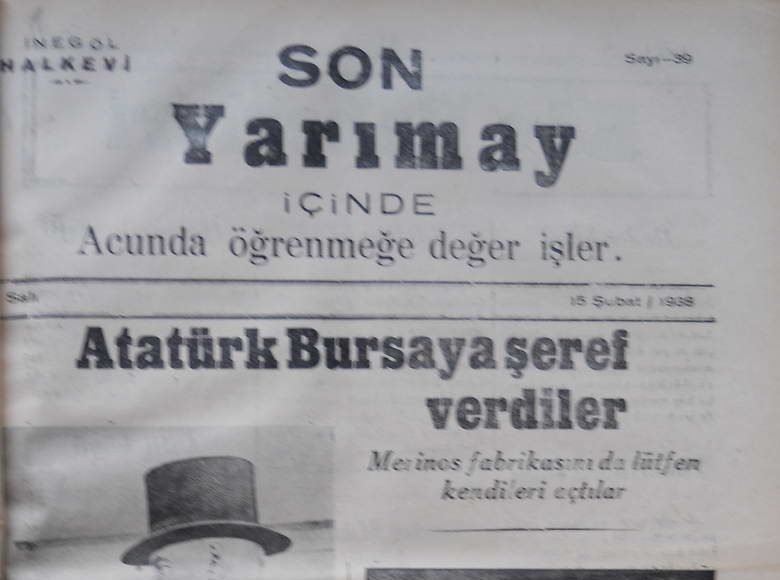 İNEGÖL
HALKEVİ
Sayı—39
SON
Yarımay
İÇİNDE
Acunda öğrenmeğe değer işler.
Salı
15 Şubat / 1938
Atatürk Bursaya şeref
verdiler
Merinos fabrikasını da lütfen
kendileri açtılar